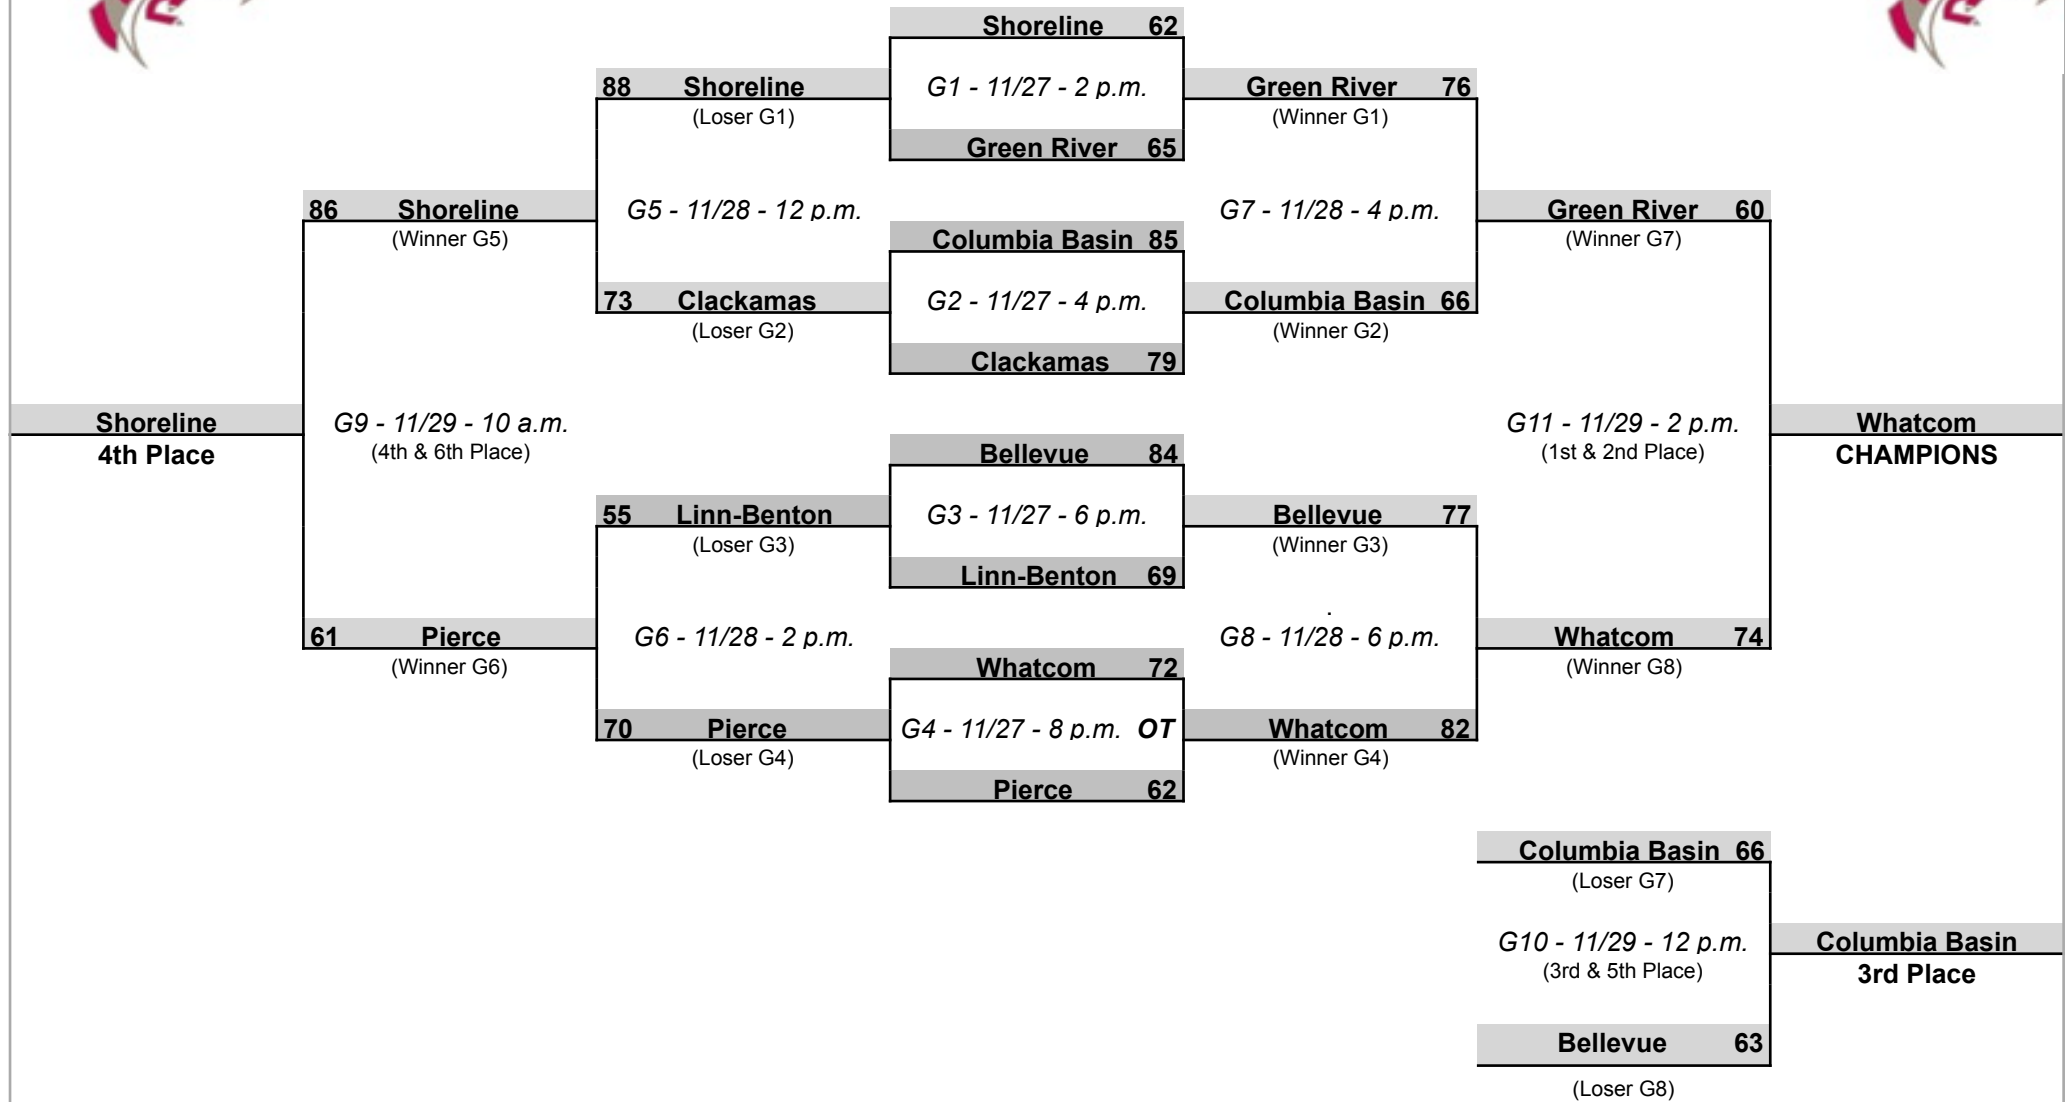 Shoreline 62
88 Shoreline
G1 - 11/27 - 2 p.m.
Green River 76
(Loser G1)
(Winner G1)
Green River 65
86 Shoreline
G5 - 11/28 - 12 p.m.
G7 - 11/28 - 4 p.m.
Green River 60
(Winner G5)
Columbia Basin 85
(Winner G7)
73 Clackamas
G2 - 11/27 - 4 p.m.
Columbia Basin 66
(Loser G2)
(Winner G2)
Clackamas 79
Shoreline
G9 - 11/29 - 10 a.m.
G11 - 11/29 - 2 p.m.
Whatcom
4th Place
(4th & 6th Place)
Bellevue 84
(1st & 2nd Place)
CHAMPIONS
55 Linn-Benton
G3 - 11/27 - 6 p.m.
Bellevue 77
(Loser G3)
(Winner G3)
Linn-Benton 69
.
61 Pierce
G6 - 11/28 - 2 p.m.
G8 - 11/28 - 6 p.m.
Whatcom 74
(Winner G6)
Whatcom 72
(Winner G8)
70 Pierce
G4 - 11/27 - 8 p.m. OT
Whatcom 82
(Loser G4)
(Winner G4)
Pierce 62
Columbia Basin 66
(Loser G7)
G10 - 11/29 - 12 p.m.
Columbia Basin
(3rd & 5th Place)
3rd Place
Bellevue 63
(Loser G8)